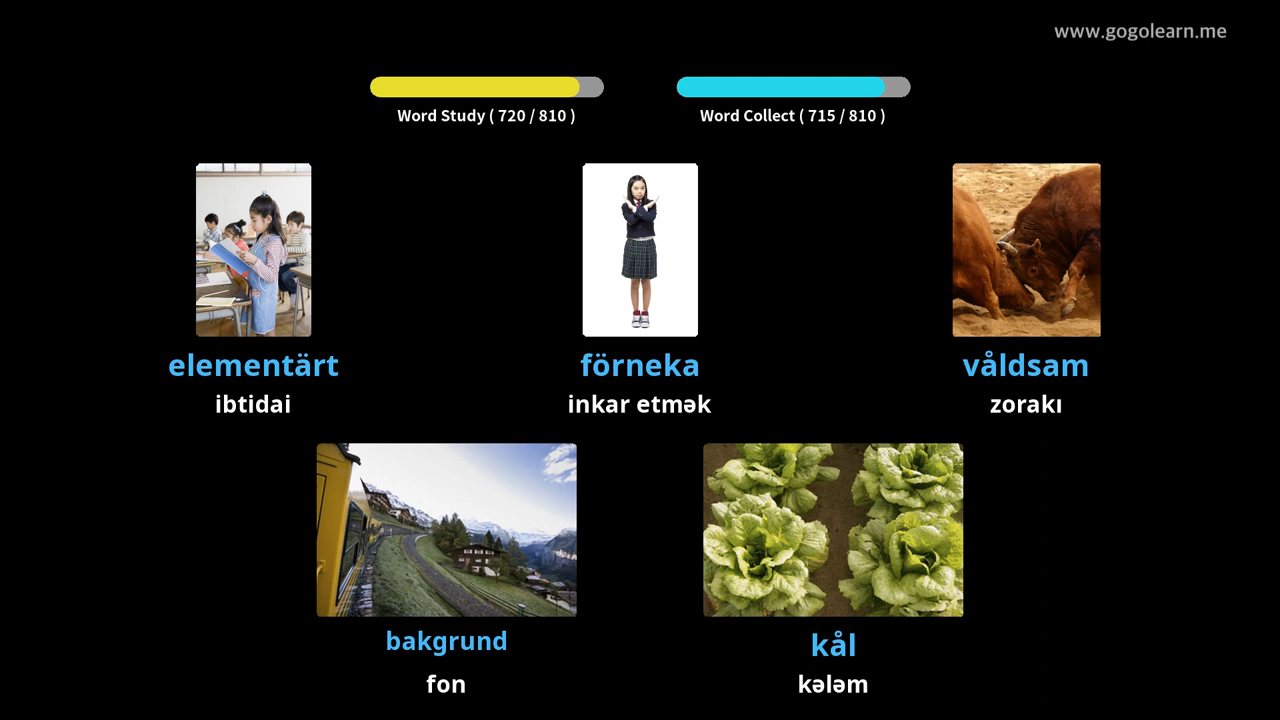 www.gogolearn.me
Word Study ( 720 / 810 )
Word Collect ( 715 / 810 )
elementärt
ibtidai
förneka
inkar etmək
våldsam
zorakı
bakgrund
fon
kål
kələm